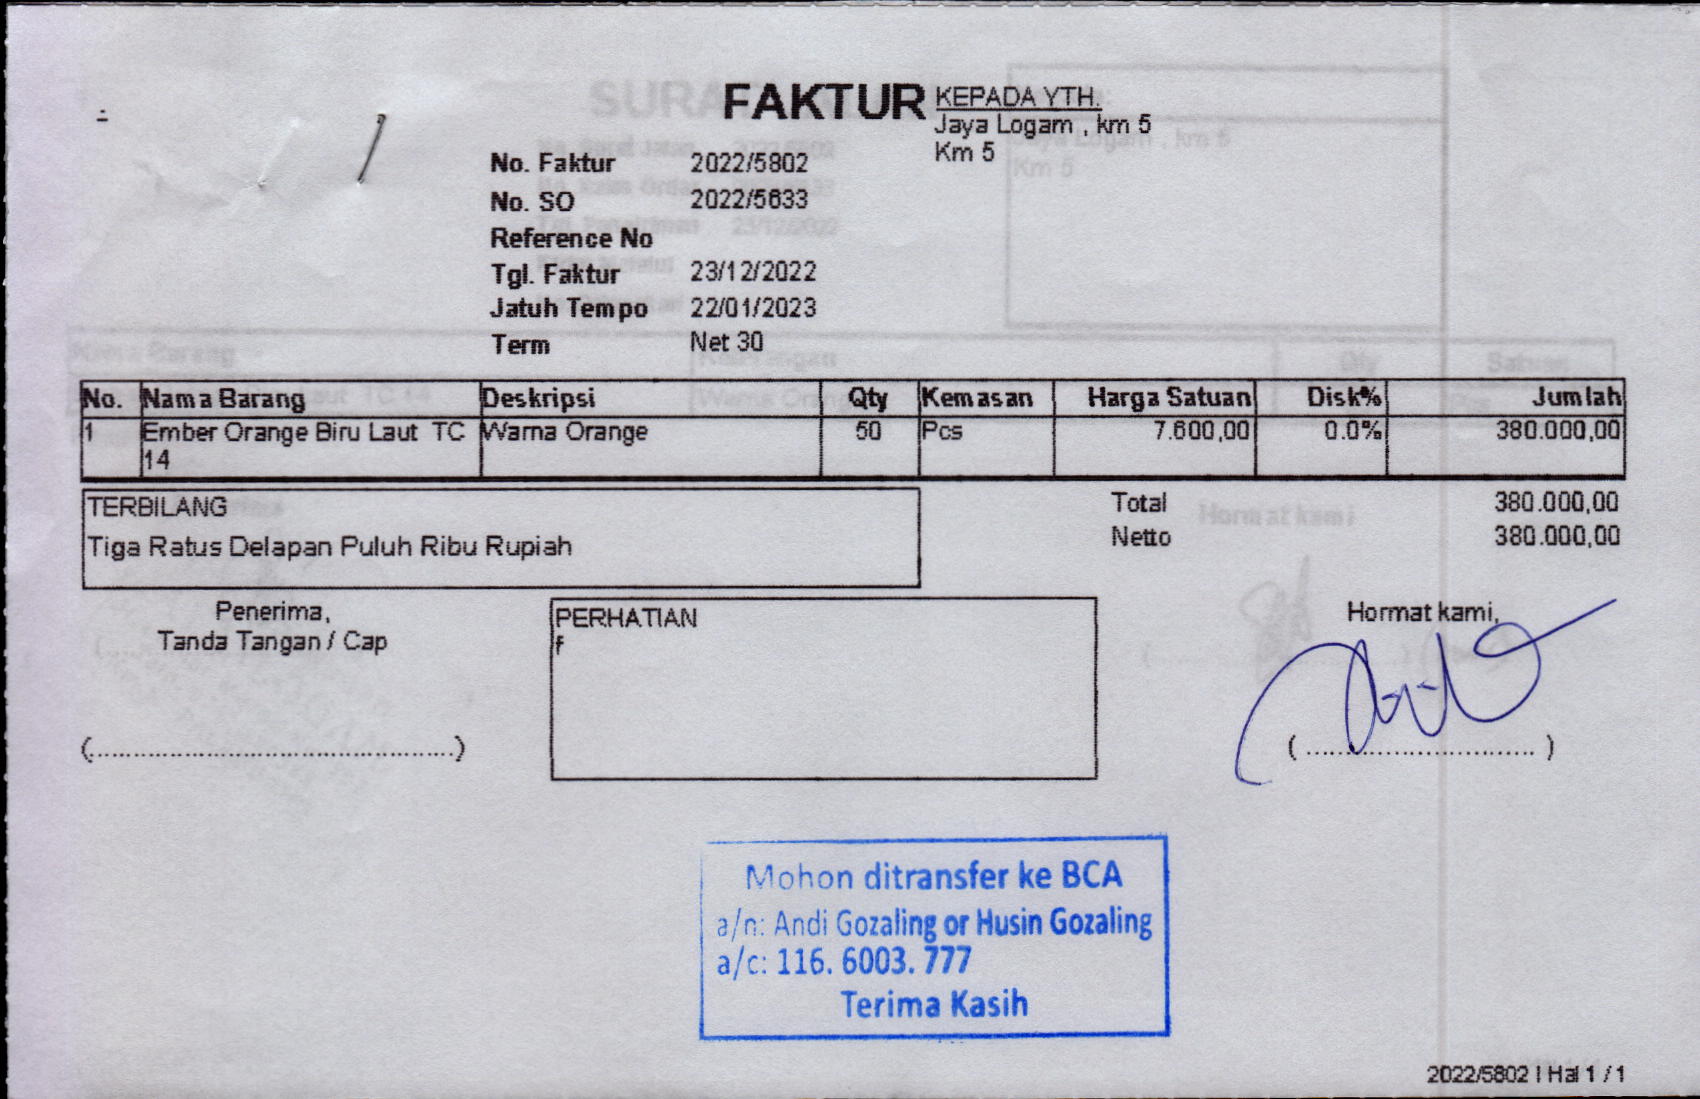 FAKTUR
KEPADA YTH.
Jaya Logam , km 5
Km 5
No. Faktur 2022/5802
No. SO 2022/5633
Reference No
Tgl. Faktur 23/12/2022
Jatuh Tempo 22/01/2023
Term Net 30
No. Nama Barang Deskripsi Qty Kemasan Harga Satuan Disk% Jumlah
1 Ember Orange Biru Laut TC Warna Orange 50 Pcs 7.600,00 0.0% 380.000,00
14
TERBILANG
Tiga Ratus Delapan Puluh Ribu Rupiah
Total 380.000,00
Netto 380.000,00
Penerima,
Tanda Tangan / Cap
(.................................................)
PERHATIAN
f
Hormat kami,
( ................................ )
Mohon ditransfer ke BCA
a/n: Andi Gozaling or Husin Gozaling
a/c: 116. 6003. 777
Terima Kasih
2022/5802 | Hal 1 / 1